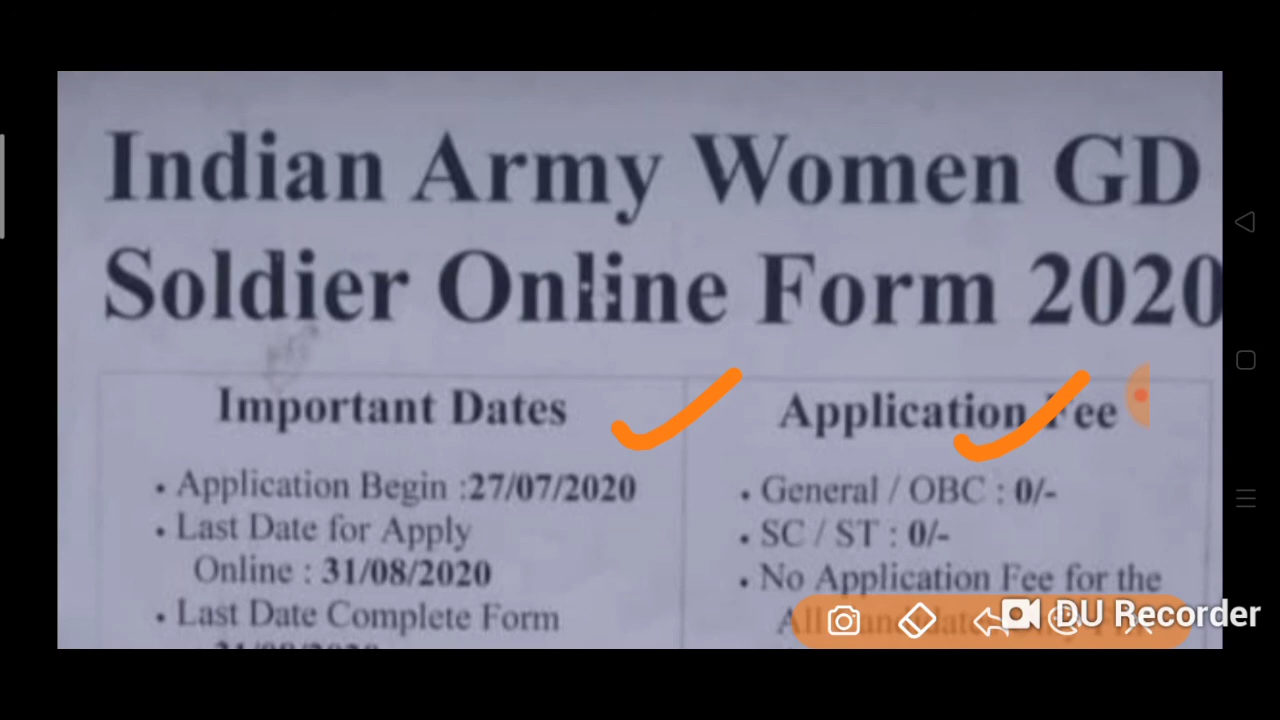 Indian Army Women GD
Soldier Online Form 2020
Important Dates
• Application Begin :27/07/2020
• Last Date for Apply
Online : 31/08/2020
• Last Date Complete Form
Application Fee
• General / OBC : 0/-
• SC / ST : 0/-
• No Application Fee for the
All
DU Recorder